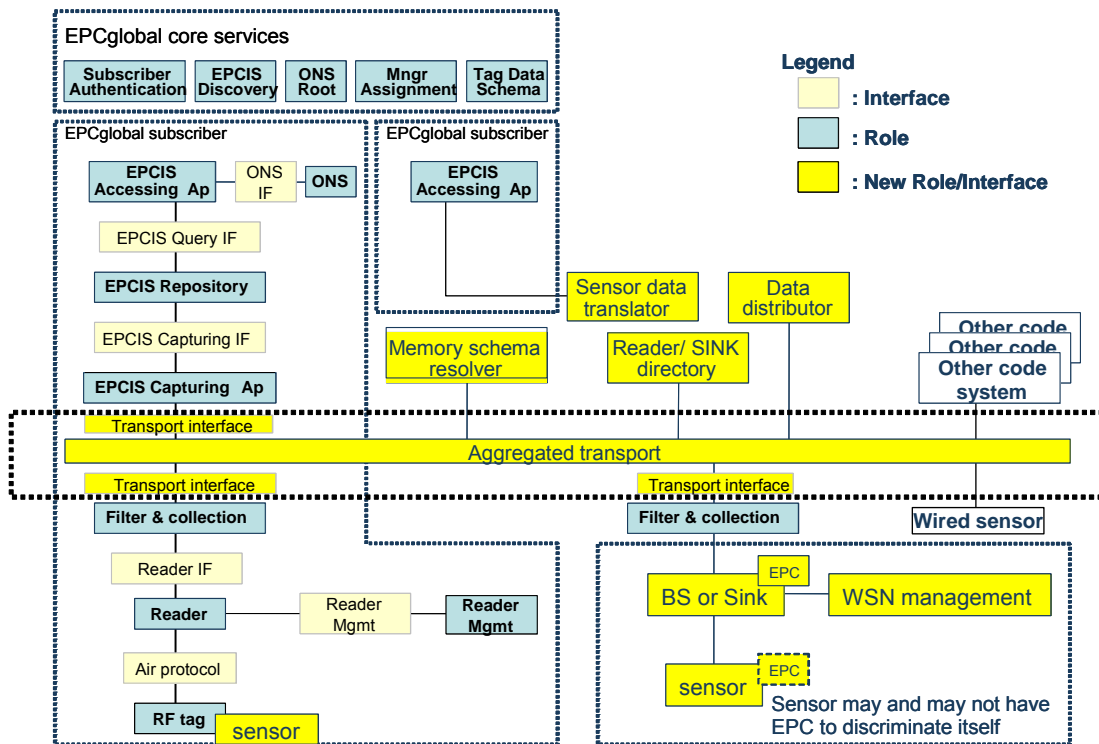 EPCglobal core services
Subscriber
Authentication
EPCIS
Discovery
ONS
Root
Mngr
Assignment
Tag Data
Schema
Legend
: Interface
: Role
: New Role/Interface
EPCglobal subscriber
EPCIS
Accessing Ap
ONS
IF
ONS
EPCIS Query IF
EPCIS Repository
EPCIS Capturing IF
EPCIS Capturing Ap
EPCglobal subscriber
EPCIS
Accessing Ap
Sensor data
translator
Data
distributor
Memory schema
resolver
Reader/ SINK
directory
Other code
Other code
Other code
system
Transport interface
Aggregated transport
Transport interface
Transport interface
Filter & collection
Filter & collection
Wired sensor
Reader IF
Reader
Reader
Mgmt
Reader
Mgmt
Air protocol
RF tag
sensor
EPC
BS or Sink
WSN management
EPC
sensor
Sensor may and may not have
EPC to discriminate itself